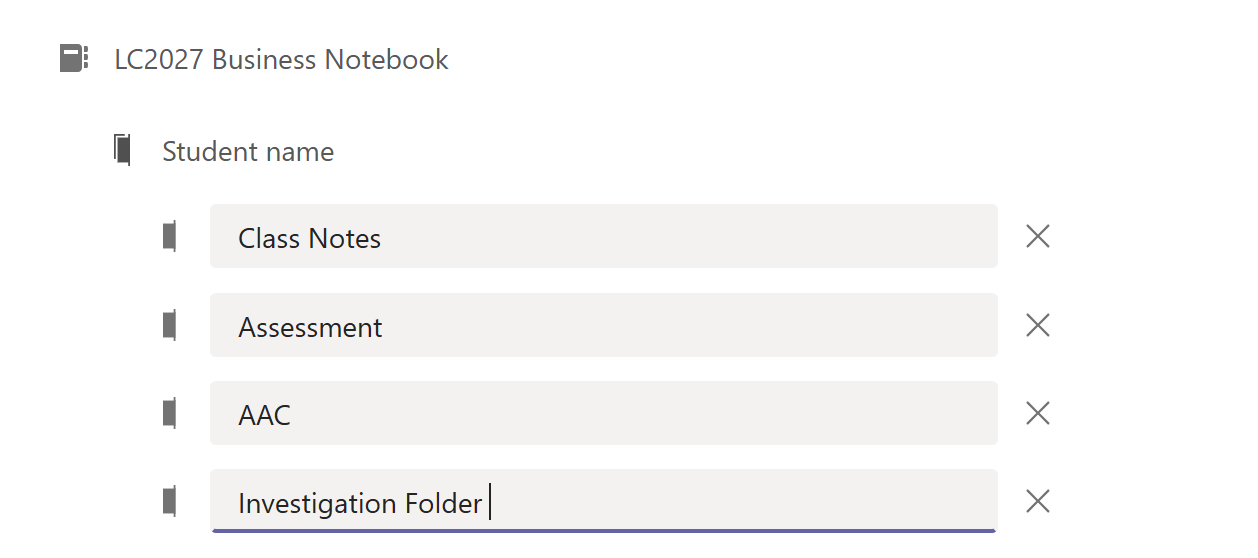 LC2027 Business Notebook
Student name
Class Notes
Assessment
AAC
Investigation Folder